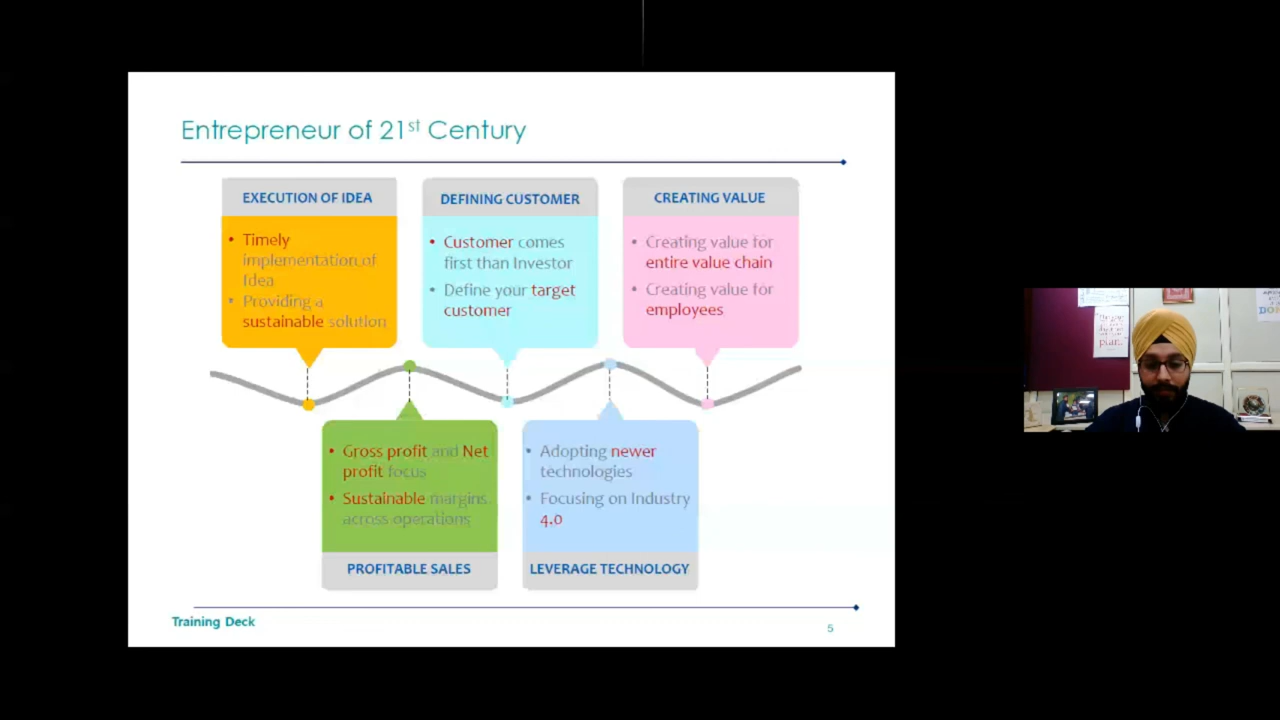 Entrepreneur of 21st Century
EXECUTION OF IDEA
• Timely
implementation of
Idea
• Providing a
sustainable solution
DEFINING CUSTOMER
• Customer comes
first than Investor
• Define your target
customer
CREATING VALUE
• Creating value for
entire value chain
• Creating value for
employees
• Gross profit and Net
profit focus
• Sustainable margins
across operations
PROFITABLE SALES
• Adopting newer
technologies
• Focusing on Industry
4.0
LEVERAGE TECHNOLOGY
Training Deck
5